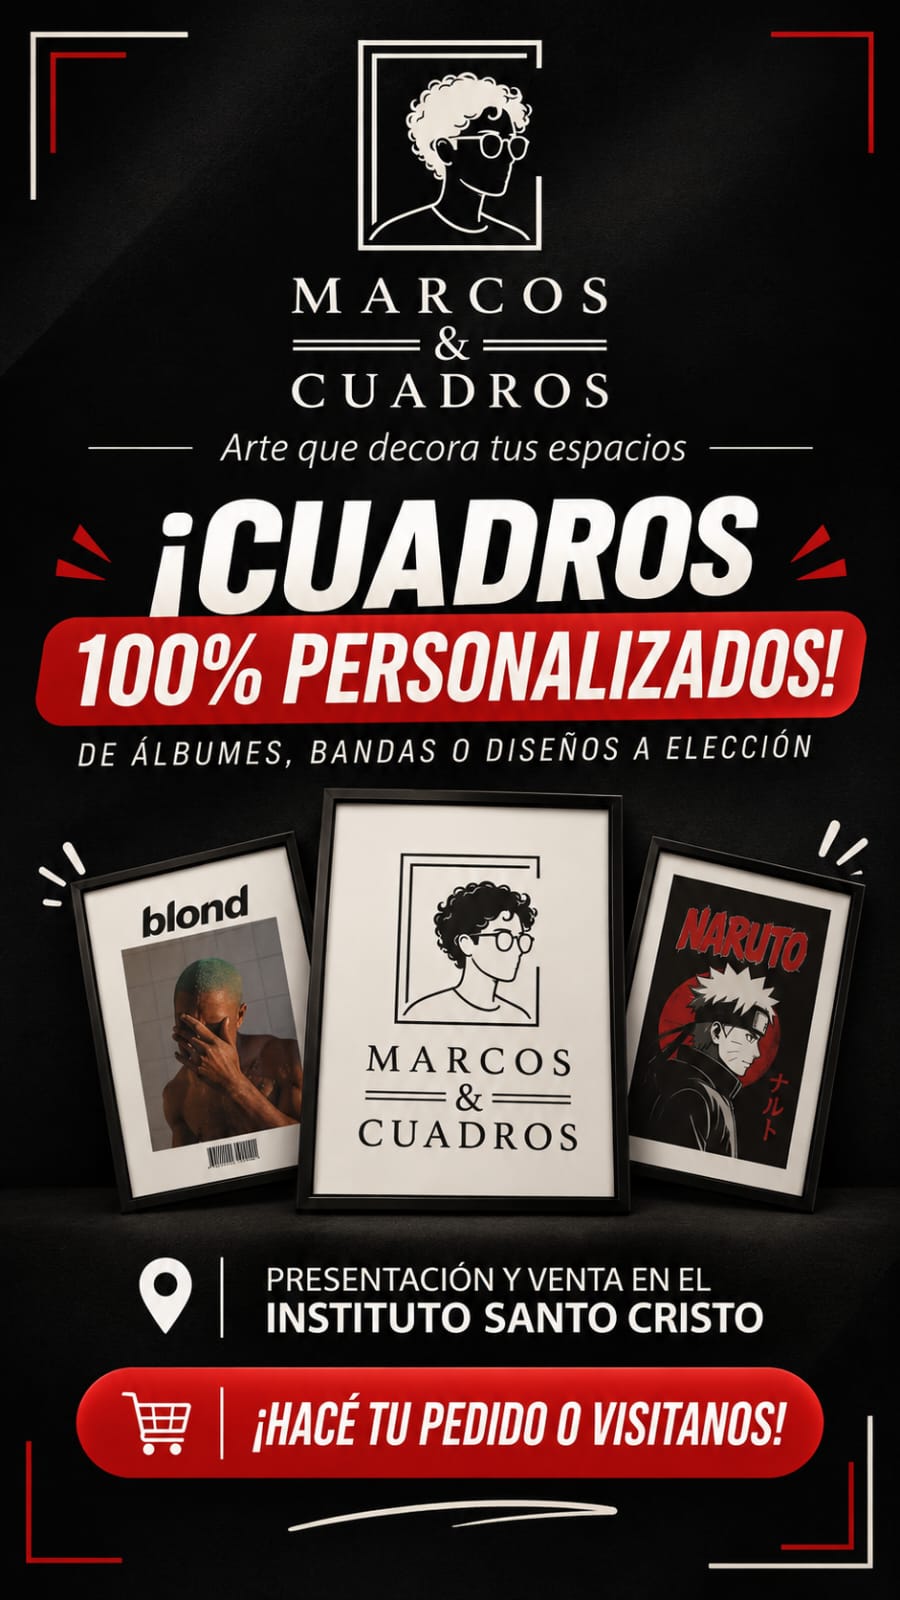 MARCOS
&
CUADROS
Arte que decora tus espacios
¡CUADROS
100% PERSONALIZADOS!
DE ÁLBUMES, BANDAS O DISEÑOS A ELECCIÓN
blond
MARCOS
&
CUADROS
NARUTO
ナルト
PRESENTACIÓN Y VENTA EN EL
INSTITUTO SANTO CRISTO
¡HACÉ TU PEDIDO O VISITANOS!